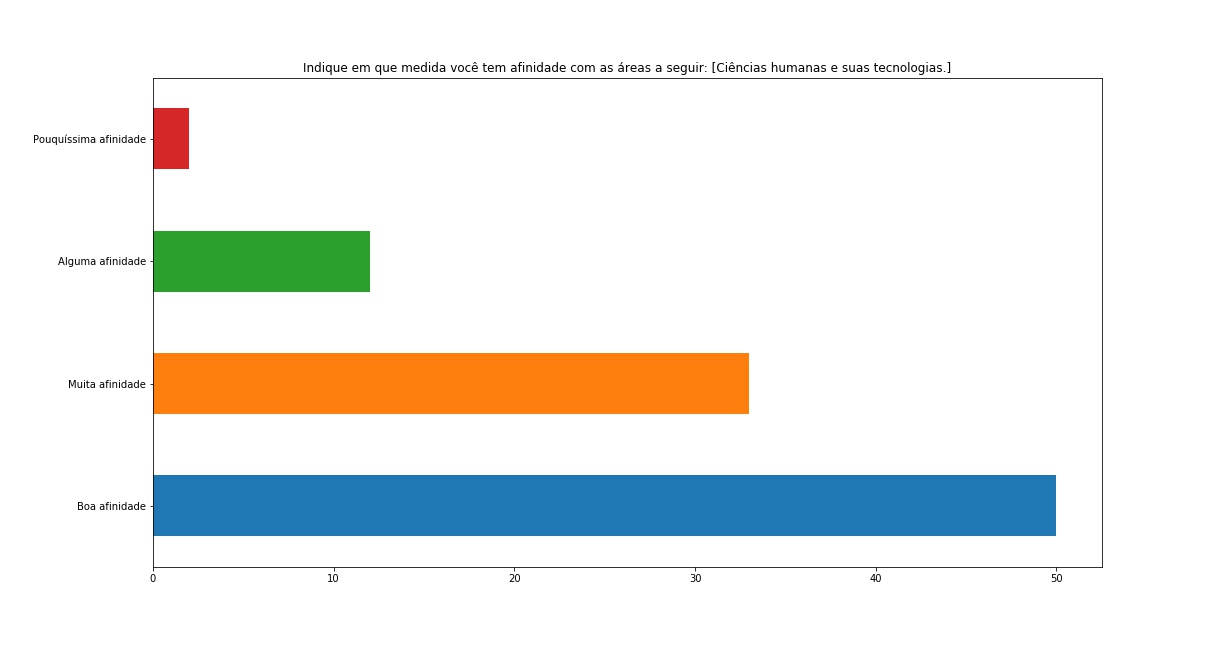 Indique em que medida você tem afinidade com as áreas a seguir: [Ciências humanas e suas tecnologias.]
Pouquíssima afinidade
Alguma afinidade
Muita afinidade
Boa afinidade
0 10 20 30 40 50